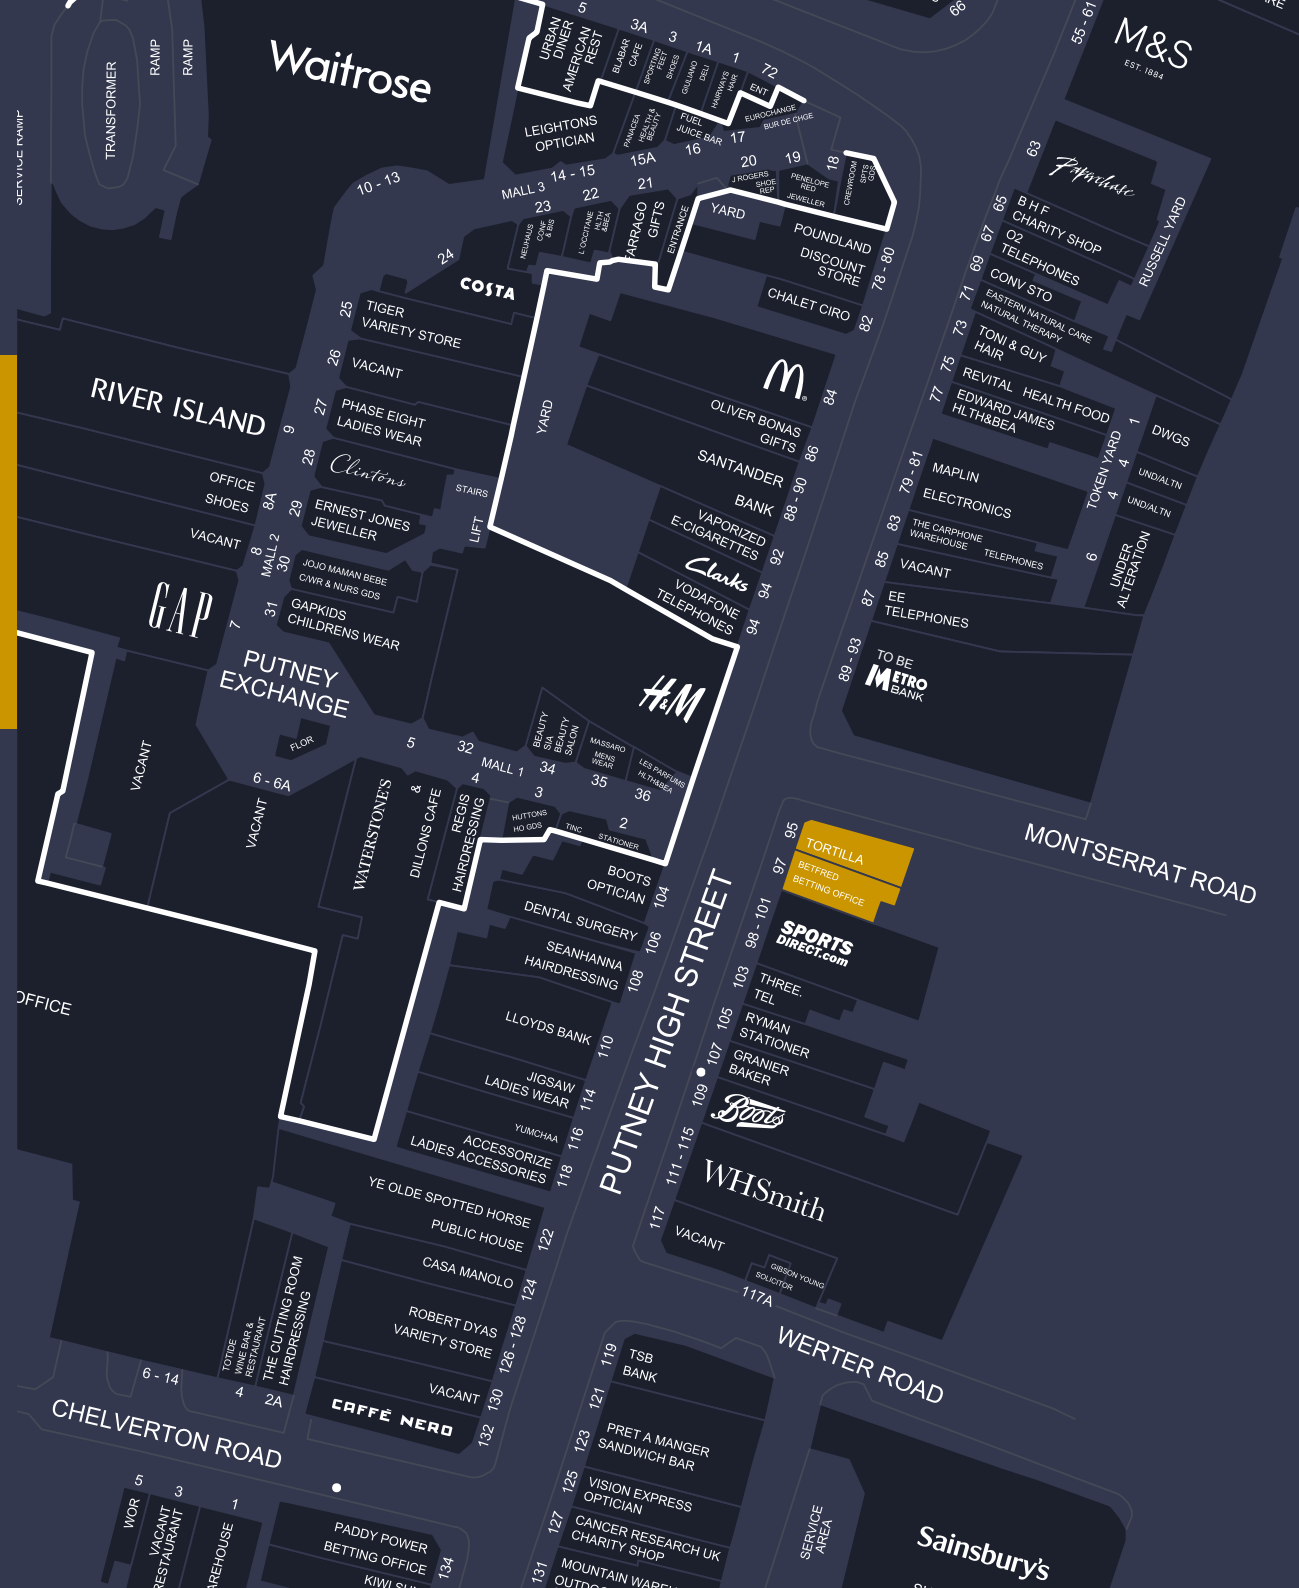 TRANSFORMER
RAMP
RAMP
SERVICE RAMP
Waitrose
5
URBAN
DINER
AMERICAN
REST
3A
BLABAR
CAFE
3
SPORTING
FEET
SHOES
1A
GIULIANO
DELI
1
HAIRWAYS
HAIR
72
ENT
EUROCHANGE
BUR DE CHGE
66
55 - 61
M&S
EST. 1884
LEIGHTONS
OPTICIAN
PANACEA
HEALTH &
BEAUTY
FUEL
JUICE BAR
17
16
15A
14 - 15
MALL 3
10 - 13
20
19
18
J ROGERS
SHOE
REP
PENELOPE
RED
JEWELLER
CREWROOM
SPTS
GDS
21
22
23
24
NEUHAUS
CONF
& BIS
L'OCCITANE
HLTH
&BEA
FARRAGO
GIFTS
ENTRANCE
YARD
POUNDLAND
DISCOUNT
STORE
78 - 80
CHALET CIRO
82
63
Paperchase
65
B H F
CHARITY SHOP
67
O2
TELEPHONES
69
CONV STO
71
EASTERN NATURAL CARE
NATURAL THERAPY
73
TONI & GUY
HAIR
75
REVITAL HEALTH FOOD
77
EDWARD JAMES
HLTH&BEA
RUSSELL YARD
COSTA
25
TIGER
VARIETY STORE
26
VACANT
27
PHASE EIGHT
LADIES WEAR
28
Clintons
29
ERNEST JONES
JEWELLER
STAIRS
LIFT
YARD
30
JOJO MAMAN BEBE
C/WR & NURS GDS
31
GAPKIDS
CHILDRENS WEAR
RIVER ISLAND
9
OFFICE
SHOES
8A
VACANT
8
MALL 2
GAP
7
M
84
OLIVER BONAS
GIFTS
86
SANTANDER
BANK
88 - 90
VAPORIZED
E-CIGARETTES
92
Clarks
94
VODAFONE
TELEPHONES
94
79 - 81
MAPLIN
ELECTRONICS
83
THE CARPHONE
WAREHOUSE
TELEPHONES
85
VACANT
87
EE
TELEPHONES
89 - 93
TO BE
METRO
BANK
TOKEN YARD
1
DWGS
4
UND/ALTN
4
UND/ALTN
6
UNDER
ALTERATION
PUTNEY
EXCHANGE
FLOR
6 - 6A
VACANT
VACANT
5
32
MALL 1
H&M
BEAUTY
SIA
BEAUTY
SALON
MASSARO
MENS
WEAR
LES PARFUMS
HLTH&BEA
34
35
36
4
3
2
WATERSTONE'S
&
DILLONS CAFE
REGIS
HAIRDRESSING
HUTTONS
HO GDS
TINC
STATIONER
BOOTS
OPTICIAN
104
DENTAL SURGERY
106
SEANHANNA
HAIRDRESSING
108
LLOYDS BANK
110
JIGSAW
LADIES WEAR
114
YUMCHAA
116
ACCESSORIZE
LADIES ACCESSORIES
118
PUTNEY HIGH STREET
MONTSERRAT ROAD
95
TORTILLA
97
BETFRED
BETTING OFFICE
98 - 101
SPORTS
DIRECT.com
103
THREE.
TEL
105
RYMAN
STATIONER
107
GRANIER
BAKER
109
Boots
111 - 115
WHSmith
117
VACANT
GIBSON YOUNG
SOLICITOR
117A
WERTER ROAD
OFFICE
YE OLDE SPOTTED HORSE
PUBLIC HOUSE
122
CASA MANOLO
124
ROBERT DYAS
VARIETY STORE
126 - 128
VACANT
130
CAFFÈ NERO
132
TOTIDE
WINE BAR &
RESTAURANT
THE CUTTING ROOM
HAIRDRESSING
6 - 14
4
2A
CHELVERTON ROAD
5
3
1
WOR
VACANT
RESTAURANT
PADDY POWER
BETTING OFFICE
134
119
TSB
BANK
121
123
PRET A MANGER
SANDWICH BAR
125
VISION EXPRESS
OPTICIAN
127
CANCER RESEARCH UK
CHARITY SHOP
131
SERVICE
AREA
Sainsbury's